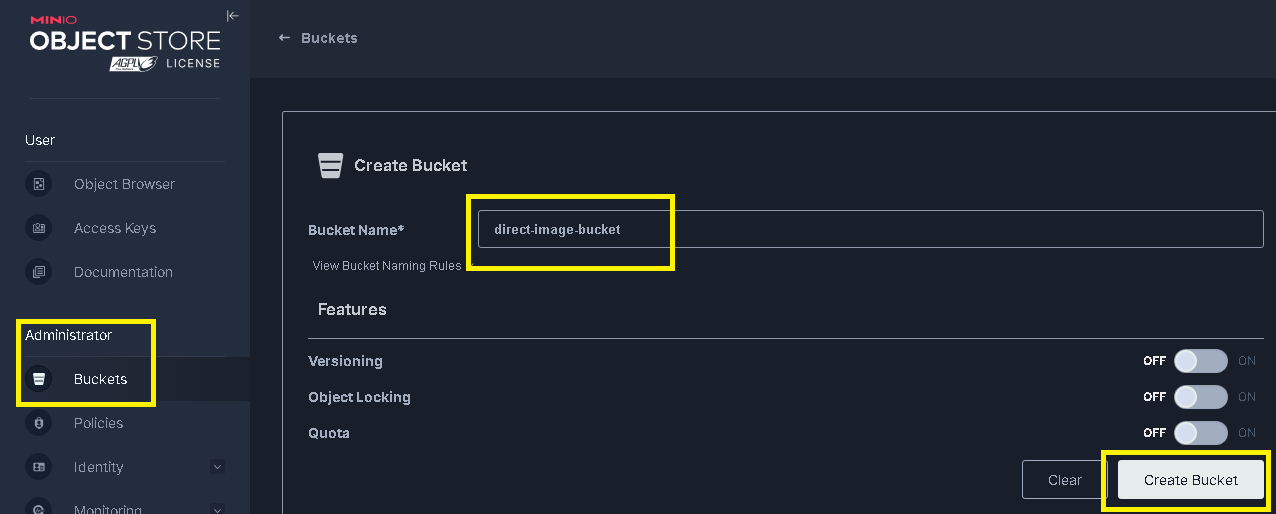 MINIO
OBJECT STORE
AGPLv3 LICENSE
User
Object Browser
Access Keys
Documentation
Administrator
Buckets
Policies
Identity
Monitoring
Buckets
Create Bucket
Bucket Name*
direct-image-bucket
View Bucket Naming Rules
Features
Versioning
OFF ON
Object Locking
OFF ON
Quota
OFF ON
Clear
Create Bucket